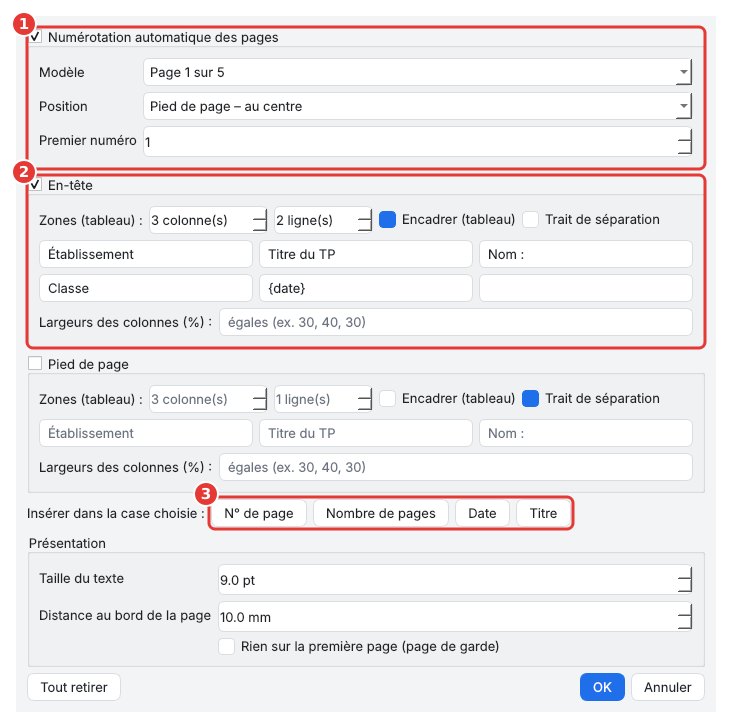 1
Numérotation automatique des pages
Modèle Page 1 sur 5
Position Pied de page – au centre
Premier numéro 1
2
En-tête
Zones (tableau) : 3 colonne(s) 2 ligne(s) Encadrer (tableau) Trait de séparation
Établissement Titre du TP Nom :
Classe {date}
Largeurs des colonnes (%) : égales (ex. 30, 40, 30)
Pied de page
Zones (tableau) : 3 colonne(s) 1 ligne(s) Encadrer (tableau) Trait de séparation
Établissement Titre du TP Nom :
Largeurs des colonnes (%) : égales (ex. 30, 40, 30)
3
Insérer dans la case choisie : N° de page Nombre de pages Date Titre
Présentation
Taille du texte 9.0 pt
Distance au bord de la page 10.0 mm
Rien sur la première page (page de garde)
Tout retirer OK Annuler